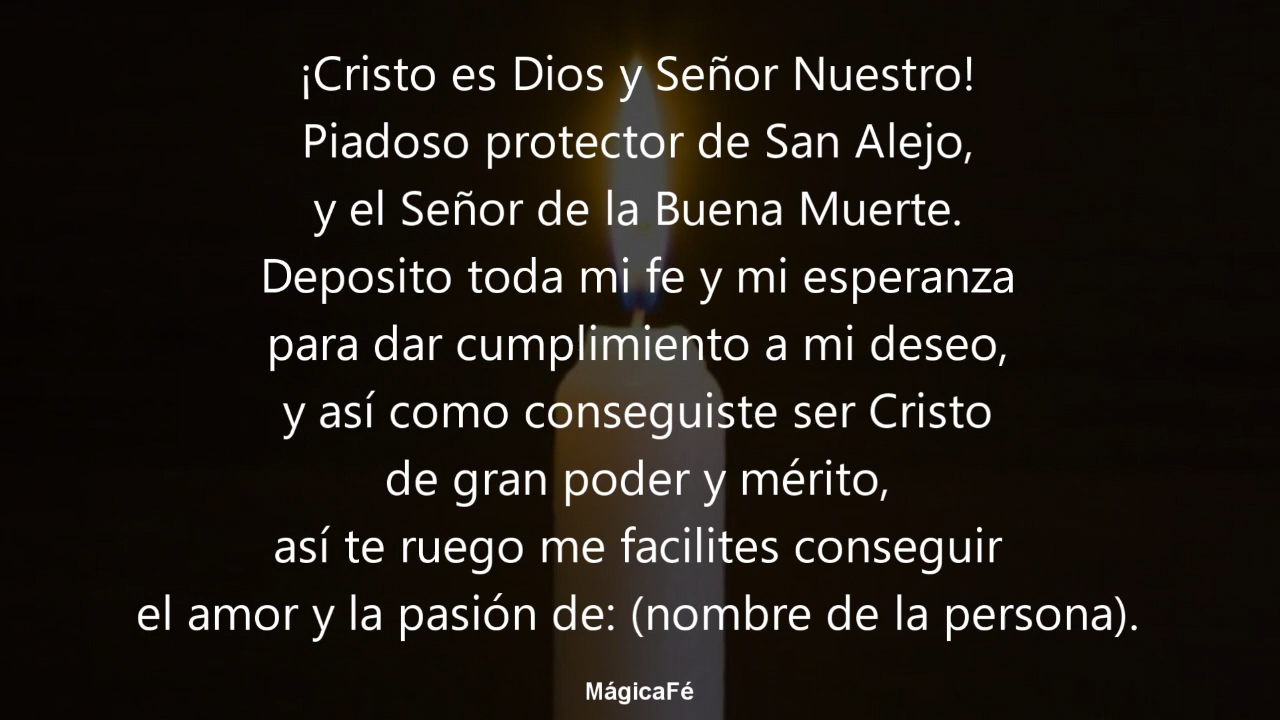 ¡Cristo es Dios y Señor Nuestro!
Piadoso protector de San Alejo,
y el Señor de la Buena Muerte.
Deposito toda mi fe y mi esperanza
para dar cumplimiento a mi deseo,
y así como conseguiste ser Cristo
de gran poder y mérito,
así te ruego me facilites conseguir
el amor y la pasión de: (nombre de la persona).
MágicaFé